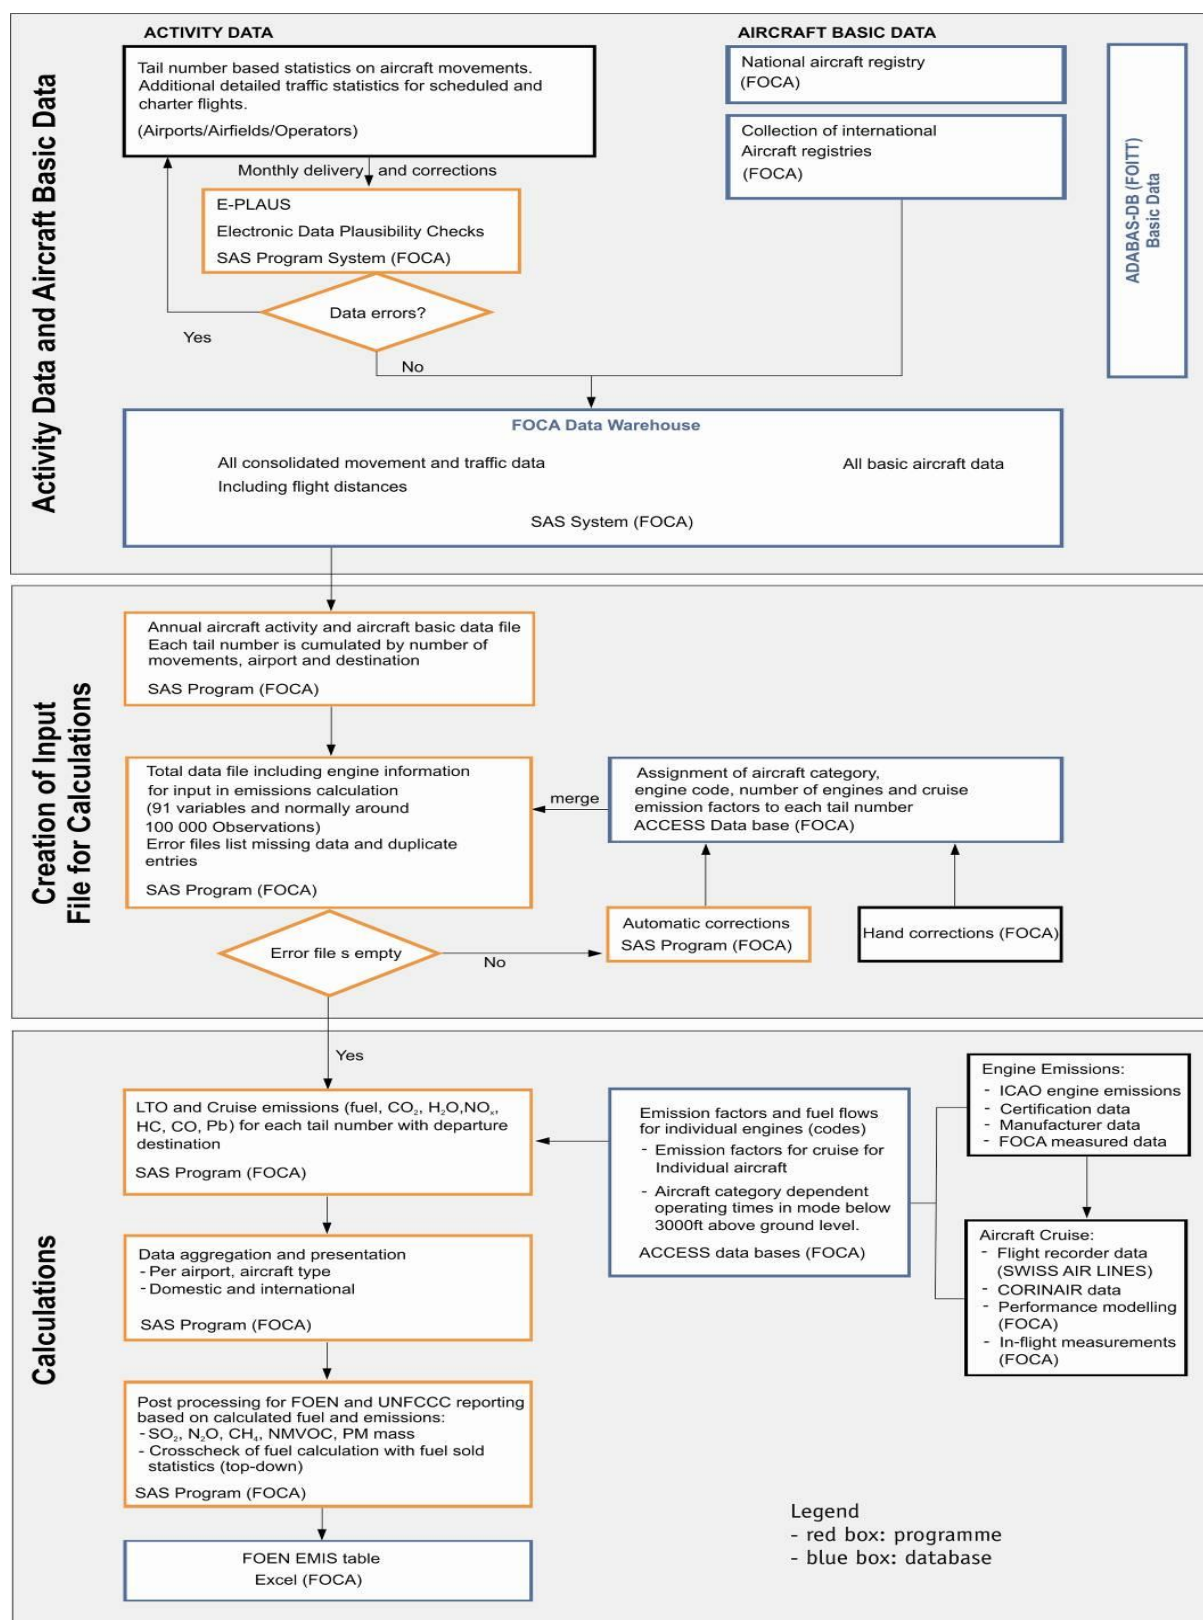 Activity Data and Aircraft Basic Data
ACTIVITY DATA
Tail number based statistics on aircraft movements.
Additional detailed traffic statistics for scheduled and
charter flights.
(Airports/Airfields/Operators)
Monthly delivery and corrections
E-PLAUS
Electronic Data Plausibility Checks
SAS Program System (FOCA)
Data errors?
Yes
No
AIRCRAFT BASIC DATA
National aircraft registry
(FOCA)
Collection of international
Aircraft registries
(FOCA)
ADABAS-DB (FOITT)
Basic Data
FOCA Data Warehouse
All consolidated movement and traffic data
Including flight distances
All basic aircraft data
SAS System (FOCA)
Creation of Input
File for Calculations
Annual aircraft activity and aircraft basic data file
Each tail number is cumulated by number of
movements, airport and destination
SAS Program (FOCA)
Total data file including engine information
for input in emissions calculation
(91 variables and normally around
100 000 Observations)
Error files list missing data and duplicate
entries
SAS Program (FOCA)
merge
Assignment of aircraft category,
engine code, number of engines and cruise
emission factors to each tail number
ACCESS Data base (FOCA)
Error file s empty
No
Automatic corrections
SAS Program (FOCA)
Hand corrections (FOCA)
Calculations
Yes
LTO and Cruise emissions (fuel, CO₂, H₂O,NOₓ,
HC, CO, Pb) for each tail number with departure
destination
SAS Program (FOCA)
Emission factors and fuel flows
for individual engines (codes)
- Emission factors for cruise for
Individual aircraft
- Aircraft category dependent
operating times in mode below
3000ft above ground level.
ACCESS data bases (FOCA)
Engine Emissions:
- ICAO engine emissions
- Certification data
- Manufacturer data
- FOCA measured data
Aircraft Cruise:
- Flight recorder data
(SWISS AIR LINES)
- CORINAIR data
- Performance modelling
(FOCA)
- In-flight measurements
(FOCA)
Data aggregation and presentation
- Per airport, aircraft type
- Domestic and international
SAS Program (FOCA)
Post processing for FOEN and UNFCCC reporting
based on calculated fuel and emissions:
- SO₂, N₂O, CH₄, NMVOC, PM mass
- Crosscheck of fuel calculation with fuel sold
statistics (top-down)
SAS Program (FOCA)
FOEN EMIS table
Excel (FOCA)
Legend
- red box: programme
- blue box: database